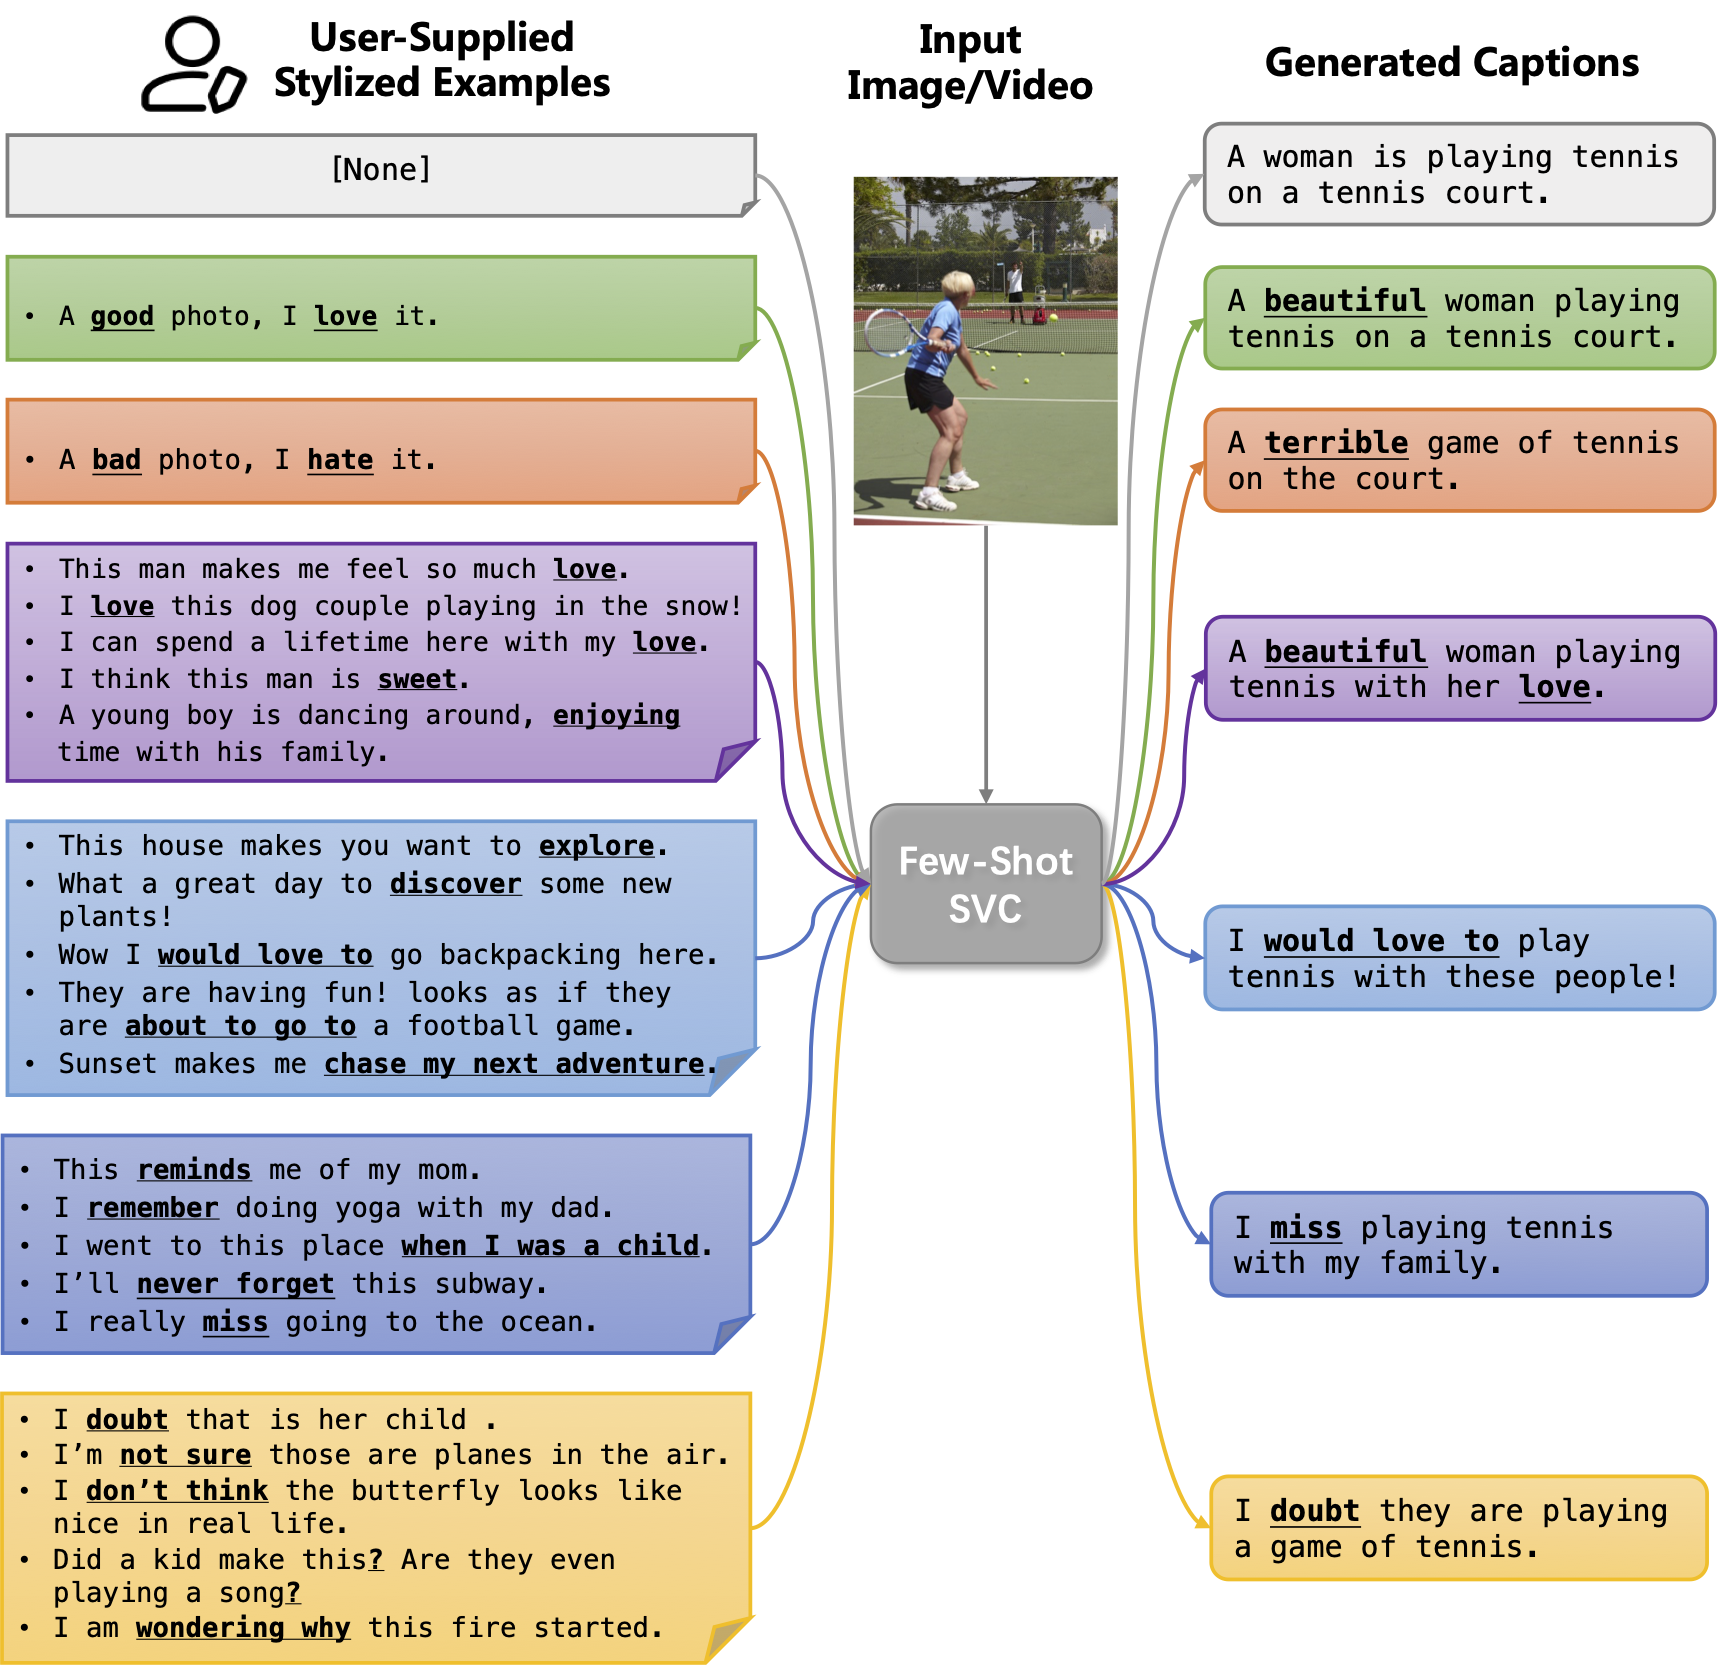 User-Supplied
Stylized Examples
Input
Image/Video
Generated Captions
[None]
• A good photo, I love it.
• A bad photo, I hate it.
• This man makes me feel so much love.
• I love this dog couple playing in the snow!
• I can spend a lifetime here with my love.
• I think this man is sweet.
• A young boy is dancing around, enjoying
time with his family.
• This house makes you want to explore.
• What a great day to discover some new
plants!
• Wow I would love to go backpacking here.
• They are having fun! looks as if they
are about to go to a football game.
• Sunset makes me chase my next adventure.
• This reminds me of my mom.
• I remember doing yoga with my dad.
• I went to this place when I was a child.
• I’ll never forget this subway.
• I really miss going to the ocean.
• I doubt that is her child .
• I’m not sure those are planes in the air.
• I don’t think the butterfly looks like
nice in real life.
• Did a kid make this? Are they even
playing a song?
• I am wondering why this fire started.
Few-Shot
SVC
A woman is playing tennis
on a tennis court.
A beautiful woman playing
tennis on a tennis court.
A terrible game of tennis
on the court.
A beautiful woman playing
tennis with her love.
I would love to play
tennis with these people!
I miss playing tennis
with my family.
I doubt they are playing
a game of tennis.